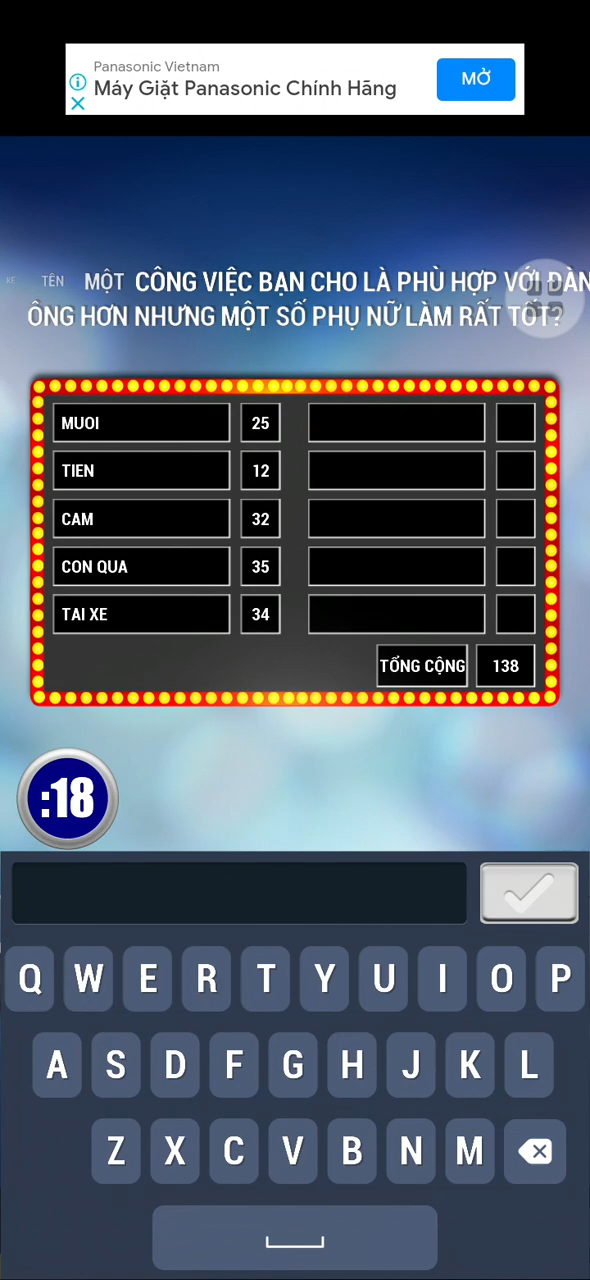 Panasonic Vietnam
Máy Giặt Panasonic Chính Hãng
MỞ
KE TÊN MỘT CÔNG VIỆC BẠN CHO LÀ PHÙ HỢP VỚI ĐÀN
ÔNG HƠN NHƯNG MỘT SỐ PHỤ NỮ LÀM RẤT TỐT?
MUOI 25
TIEN 12
CAM 32
CON QUA 35
TAI XE 34
TỔNG CỘNG 138
:18
Q W E R T Y U I O P
A S D F G H J K L
Z X C V B N M